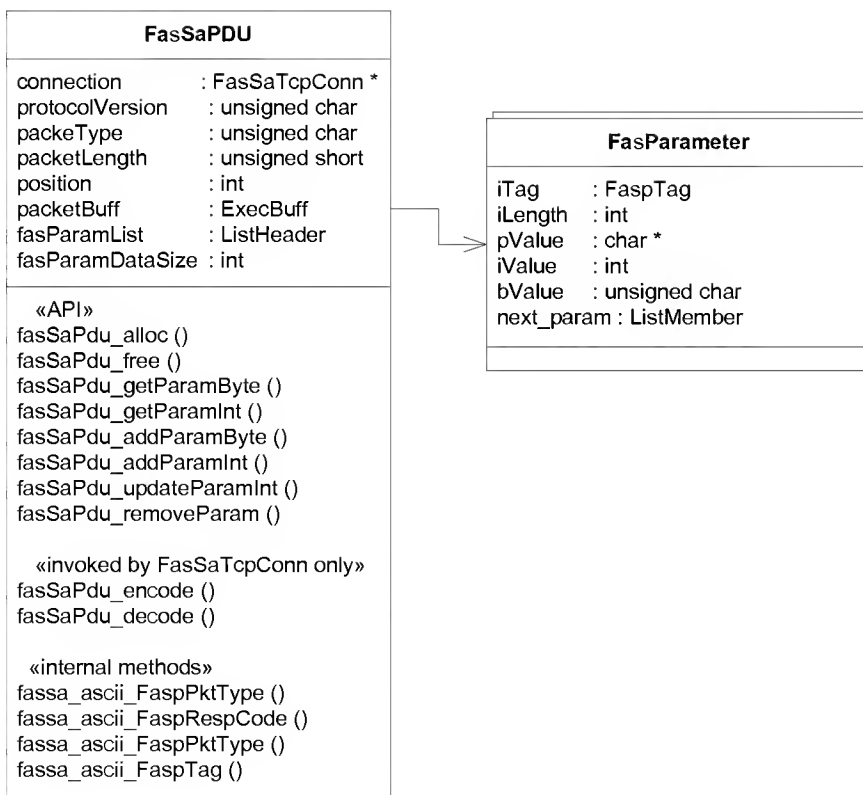 FasSaPDU
connection : FasSaTcpConn *
protocolVersion : unsigned char
packeType : unsigned char
packetLength : unsigned short
position : int
packetBuff : ExecBuff
fasParamList : ListHeader
fasParamDataSize : int
«API»
fasSaPdu_alloc ()
fasSaPdu_free ()
fasSaPdu_getParamByte ()
fasSaPdu_getParamInt ()
fasSaPdu_addParamByte ()
fasSaPdu_addParamInt ()
fasSaPdu_updateParamInt ()
fasSaPdu_removeParam ()
«invoked by FasSaTcpConn only»
fasSaPdu_encode ()
fasSaPdu_decode ()
«internal methods»
fassa_ascii_FaspPktType ()
fassa_ascii_FaspRespCode ()
fassa_ascii_FaspPktType ()
fassa_ascii_FaspTag ()
FasParameter
iTag : FaspTag
iLength : int
pValue : char *
iValue : int
bValue : unsigned char
next_param : ListMember